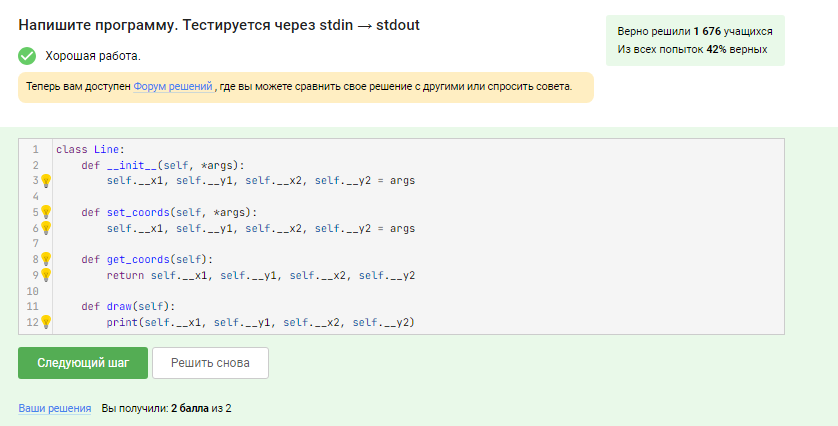 Напишите программу. Тестируется через stdin → stdout
Верно решили 1 676 учащихся
Из всех попыток 42% верных
Хорошая работа.
Теперь вам доступен Форум решений , где вы можете сравнить свое решение с другими или спросить совета.
1 class Line:
2     def __init__(self, *args):
3         self.__x1, self.__y1, self.__x2, self.__y2 = args
4
5     def set_coords(self, *args):
6         self.__x1, self.__y1, self.__x2, self.__y2 = args
7
8     def get_coords(self):
9         return self.__x1, self.__y1, self.__x2, self.__y2
10
11     def draw(self):
12         print(self.__x1, self.__y1, self.__x2, self.__y2)
Следующий шаг
Решить снова
Ваши решения Вы получили: 2 балла из 2